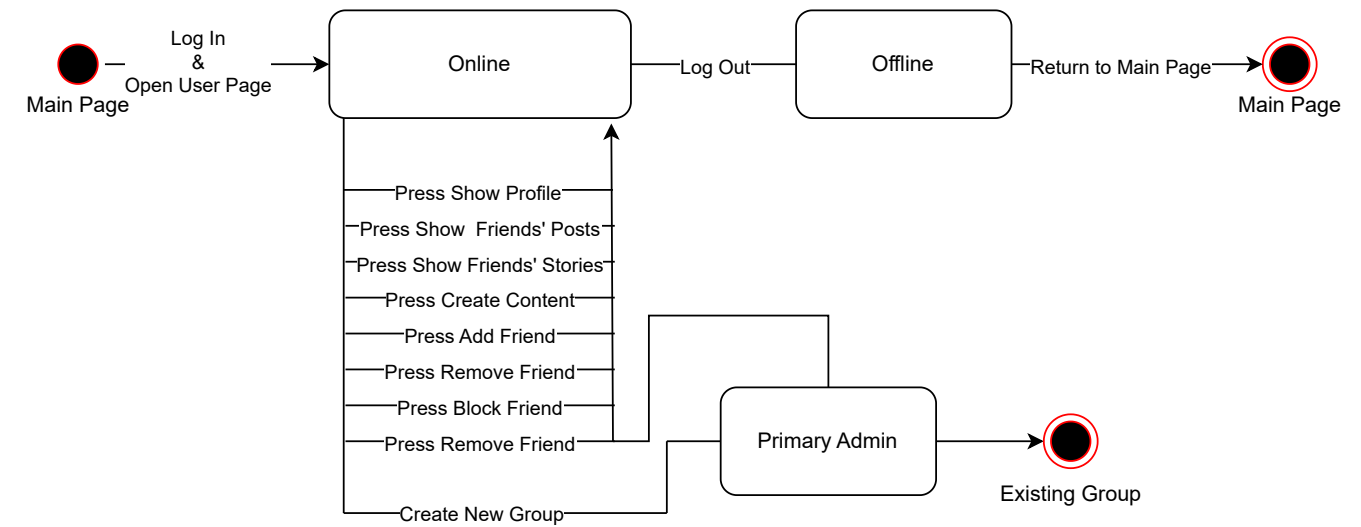 Log In
&
Open User Page
Main Page
Online
Log Out
Offline
Return to Main Page
Main Page
Press Show Profile
Press Show  Friends' Posts
Press Show Friends' Stories
Press Create Content
Press Add Friend
Press Remove Friend
Press Block Friend
Press Remove Friend
Primary Admin
Existing Group
Create New Group